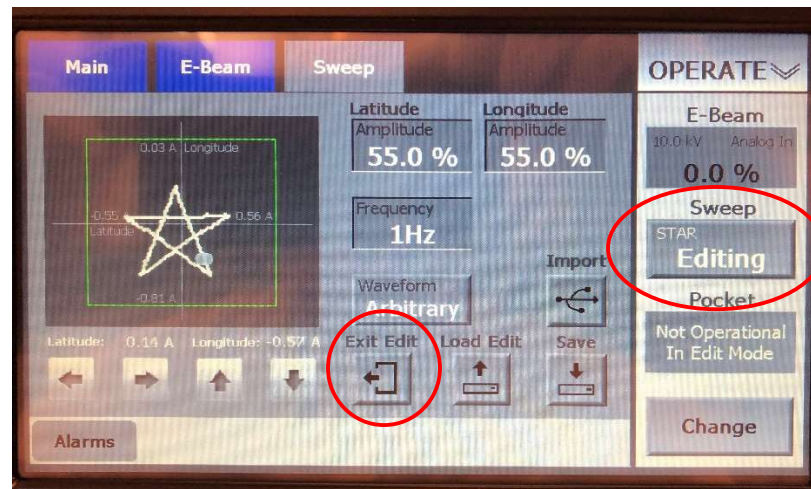 Main
E-Beam
Sweep
OPERATE
Latitude
Amplitude
55.0 %
Longitude
Amplitude
55.0 %
0.03 A Longitude
-0.55
Latitude
0.56 A
-0.81 A
Frequency
1Hz
Waveform
Arbitrary
Import
Latitude: 0.14 A Longitude: -0.57 A
Exit Edit
Load Edit
Save
Alarms
E-Beam
10.0 kV Analog In
0.0 %
Sweep
STAR
Editing
Pocket
Not Operational
In Edit Mode
Change